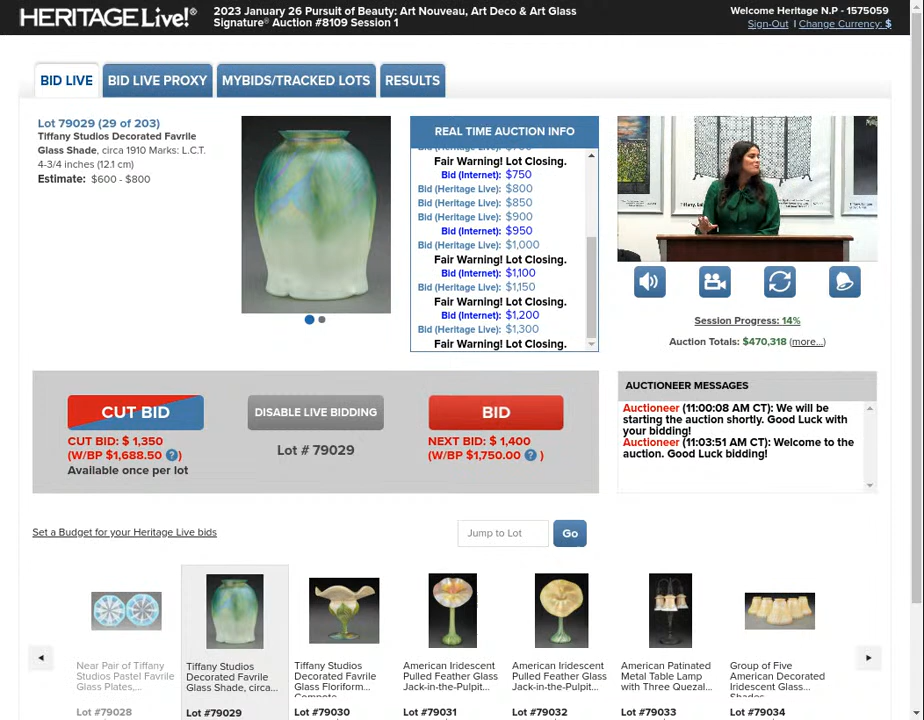 HERITAGE Live!®
2023 January 26 Pursuit of Beauty: Art Nouveau, Art Deco & Art Glass
Signature® Auction #8109 Session 1
Welcome Heritage N.P - 1575059
Sign-Out | Change Currency: $
BID LIVE
BID LIVE PROXY
MYBIDS/TRACKED LOTS
RESULTS
Lot 79029 (29 of 203)
Tiffany Studios Decorated Favrile
Glass Shade, circa 1910 Marks: L.C.T.
4-3/4 inches (12.1 cm)
Estimate: $600 - $800
REAL TIME AUCTION INFO
Fair Warning! Lot Closing.
Bid (Internet): $750
Bid (Heritage Live): $800
Bid (Heritage Live): $850
Bid (Heritage Live): $900
Bid (Internet): $950
Bid (Heritage Live): $1,000
Fair Warning! Lot Closing.
Bid (Internet): $1,100
Bid (Heritage Live): $1,150
Fair Warning! Lot Closing.
Bid (Internet): $1,200
Bid (Heritage Live): $1,300
Fair Warning! Lot Closing.
Session Progress: 14%
Auction Totals: $470,318 (more...)
CUT BID
CUT BID: $ 1,350
(W/BP $1,688.50 ? )
Available once per lot
DISABLE LIVE BIDDING
Lot # 79029
BID
NEXT BID: $ 1,400
(W/BP $1,750.00 ? )
AUCTIONEER MESSAGES
Auctioneer (11:00:08 AM CT): We will be
starting the auction shortly. Good Luck with
your bidding!
Auctioneer (11:03:51 AM CT): Welcome to the
auction. Good Luck bidding!
Set a Budget for your Heritage Live bids
Jump to Lot
Go
Near Pair of Tiffany
Studios Pastel Favrile
Glass Plates,...
Lot #79028
Tiffany Studios
Decorated Favrile
Glass Shade, circa...
Lot #79029
Tiffany Studios
Decorated Favrile
Glass Floriform...
Lot #79030
American Iridescent
Pulled Feather Glass
Jack-in-the-Pulpit...
Lot #79031
American Iridescent
Pulled Feather Glass
Jack-in-the-Pulpit...
Lot #79032
American Patinated
Metal Table Lamp
with Three Quezal...
Lot #79033
Group of Five
American Decorated
Iridescent Glass...
Lot #79034